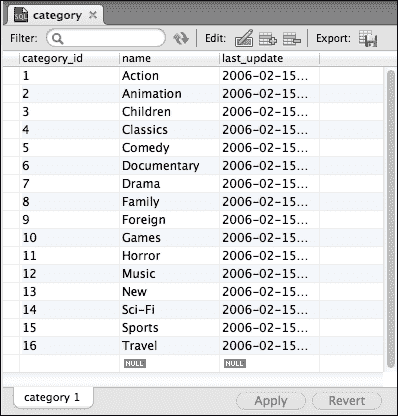 SQL category
Filter: Edit: Export:
category_id name last_update
1 Action 2006-02-15...
2 Animation 2006-02-15...
3 Children 2006-02-15...
4 Classics 2006-02-15...
5 Comedy 2006-02-15...
6 Documentary 2006-02-15...
7 Drama 2006-02-15...
8 Family 2006-02-15...
9 Foreign 2006-02-15...
10 Games 2006-02-15...
11 Horror 2006-02-15...
12 Music 2006-02-15...
13 New 2006-02-15...
14 Sci-Fi 2006-02-15...
15 Sports 2006-02-15...
16 Travel 2006-02-15...
NULL NULL
category 1 Apply Revert